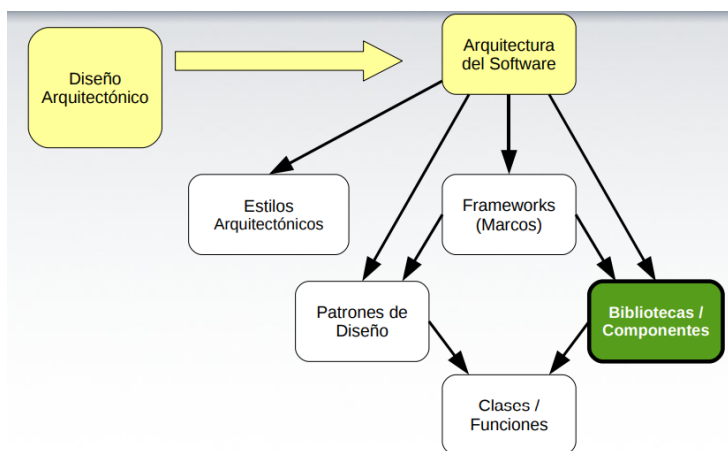 Diseño
Arquitectónico
Arquitectura
del Software
Estilos
Arquitectónicos
Frameworks
(Marcos)
Patrones de
Diseño
Bibliotecas /
Componentes
Clases /
Funciones